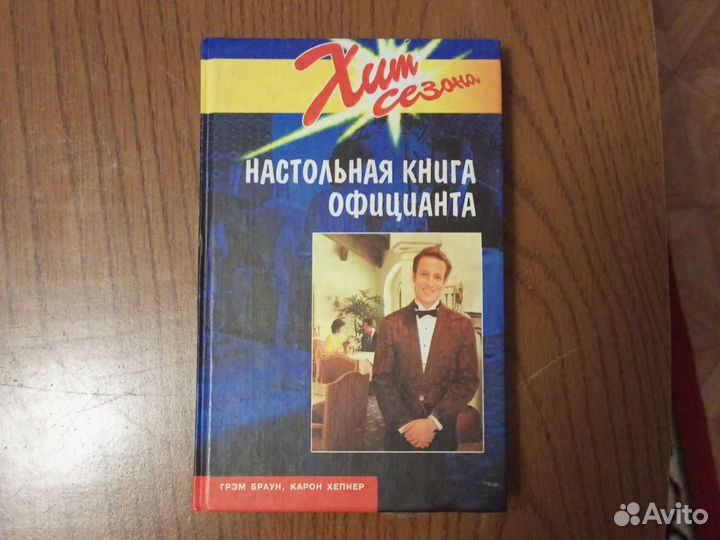 Хит
сезона
НАСТОЛЬНАЯ КНИГА
ОФИЦИАНТА
ГРЭМ БРАУН, КАРОН ХЕПНЕР
Avito